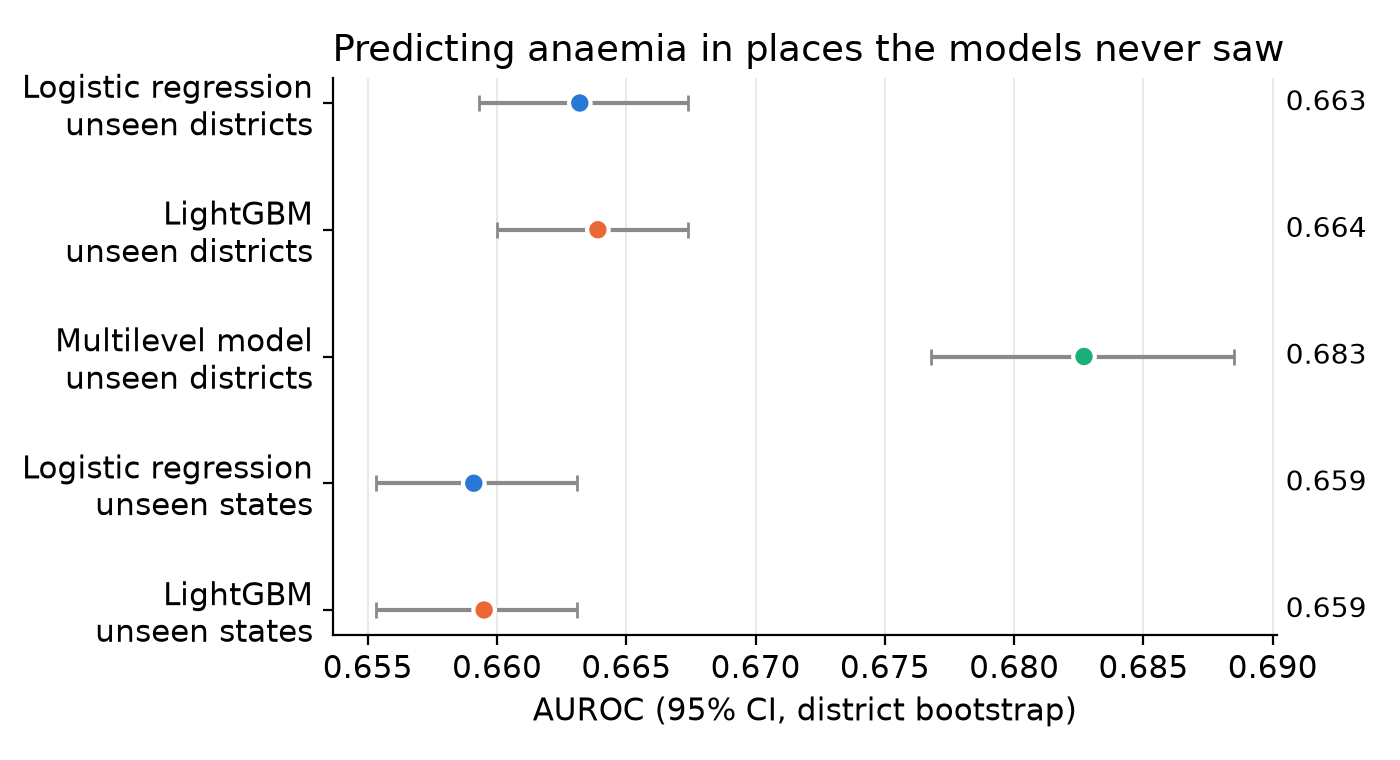 Predicting anaemia in places the models never saw
Logistic regression
unseen districts
0.663
LightGBM
unseen districts
0.664
Multilevel model
unseen districts
0.683
Logistic regression
unseen states
0.659
LightGBM
unseen states
0.659
0.655 0.660 0.665 0.670 0.675 0.680 0.685 0.690
AUROC (95% CI, district bootstrap)